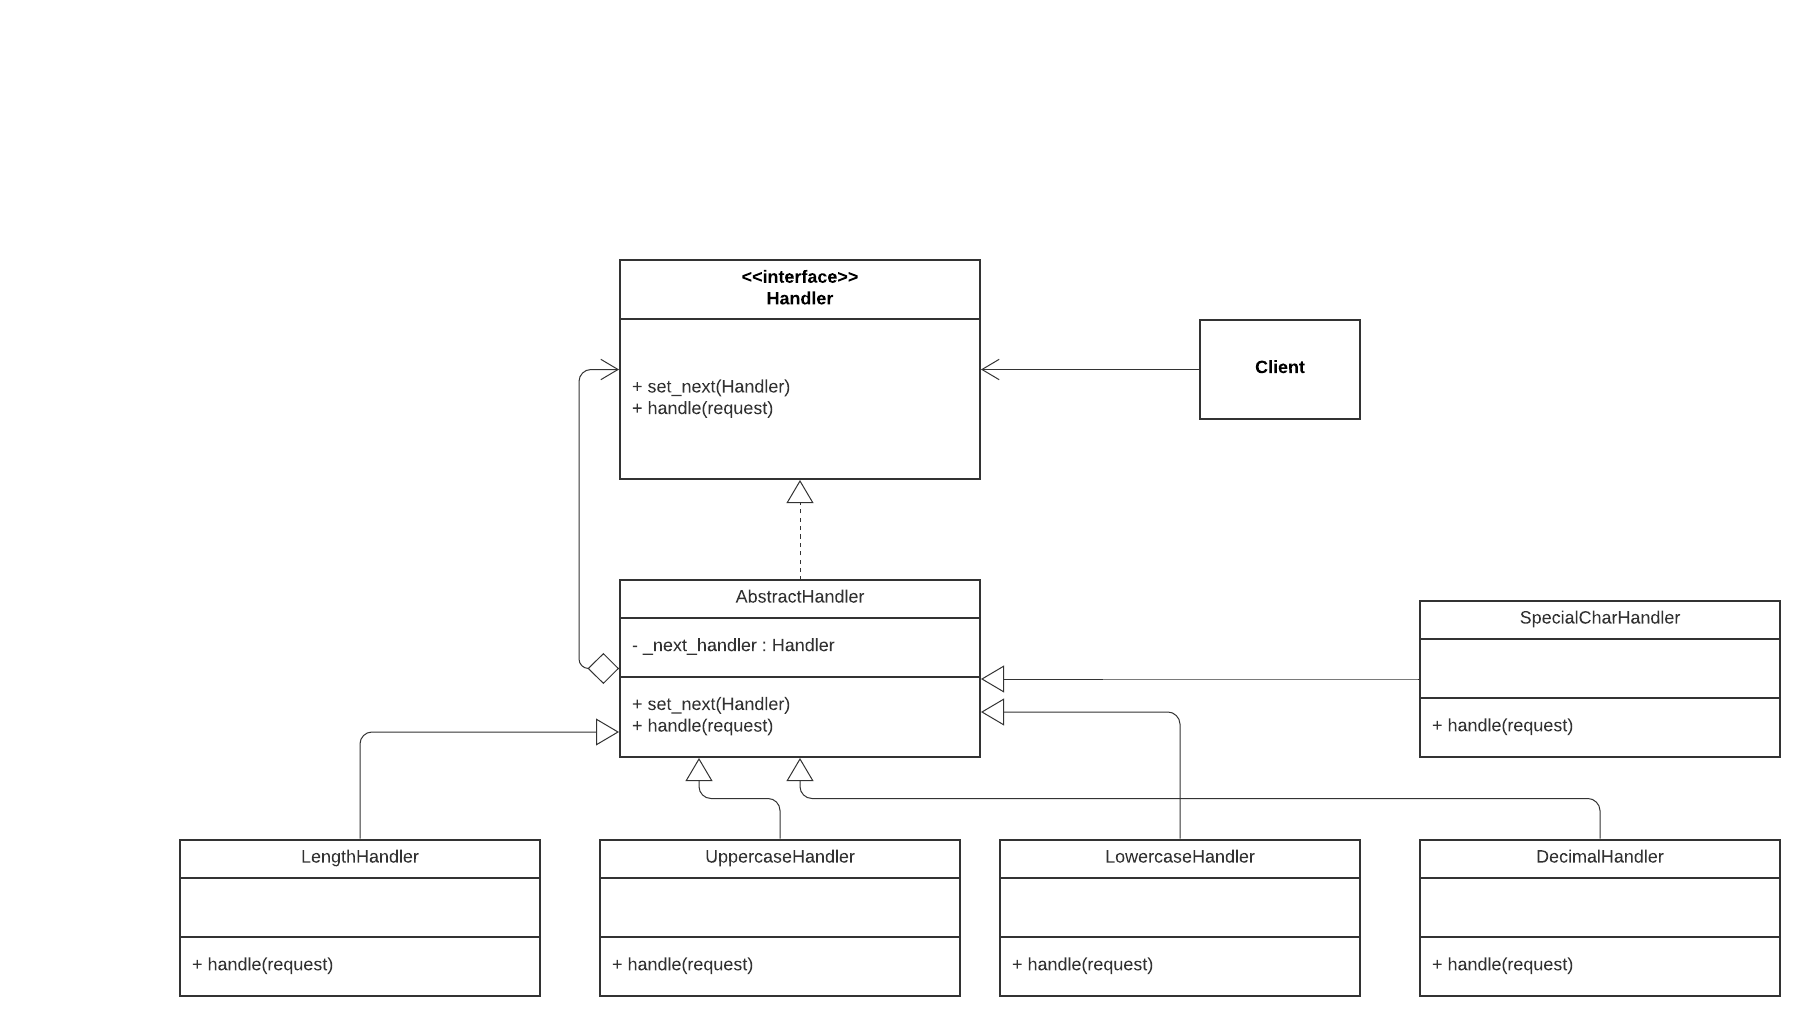 <<interface>>
Handler
+ set_next(Handler)
+ handle(request)
Client
AbstractHandler
- _next_handler : Handler
+ set_next(Handler)
+ handle(request)
SpecialCharHandler
+ handle(request)
LengthHandler
+ handle(request)
UppercaseHandler
+ handle(request)
LowercaseHandler
+ handle(request)
DecimalHandler
+ handle(request)